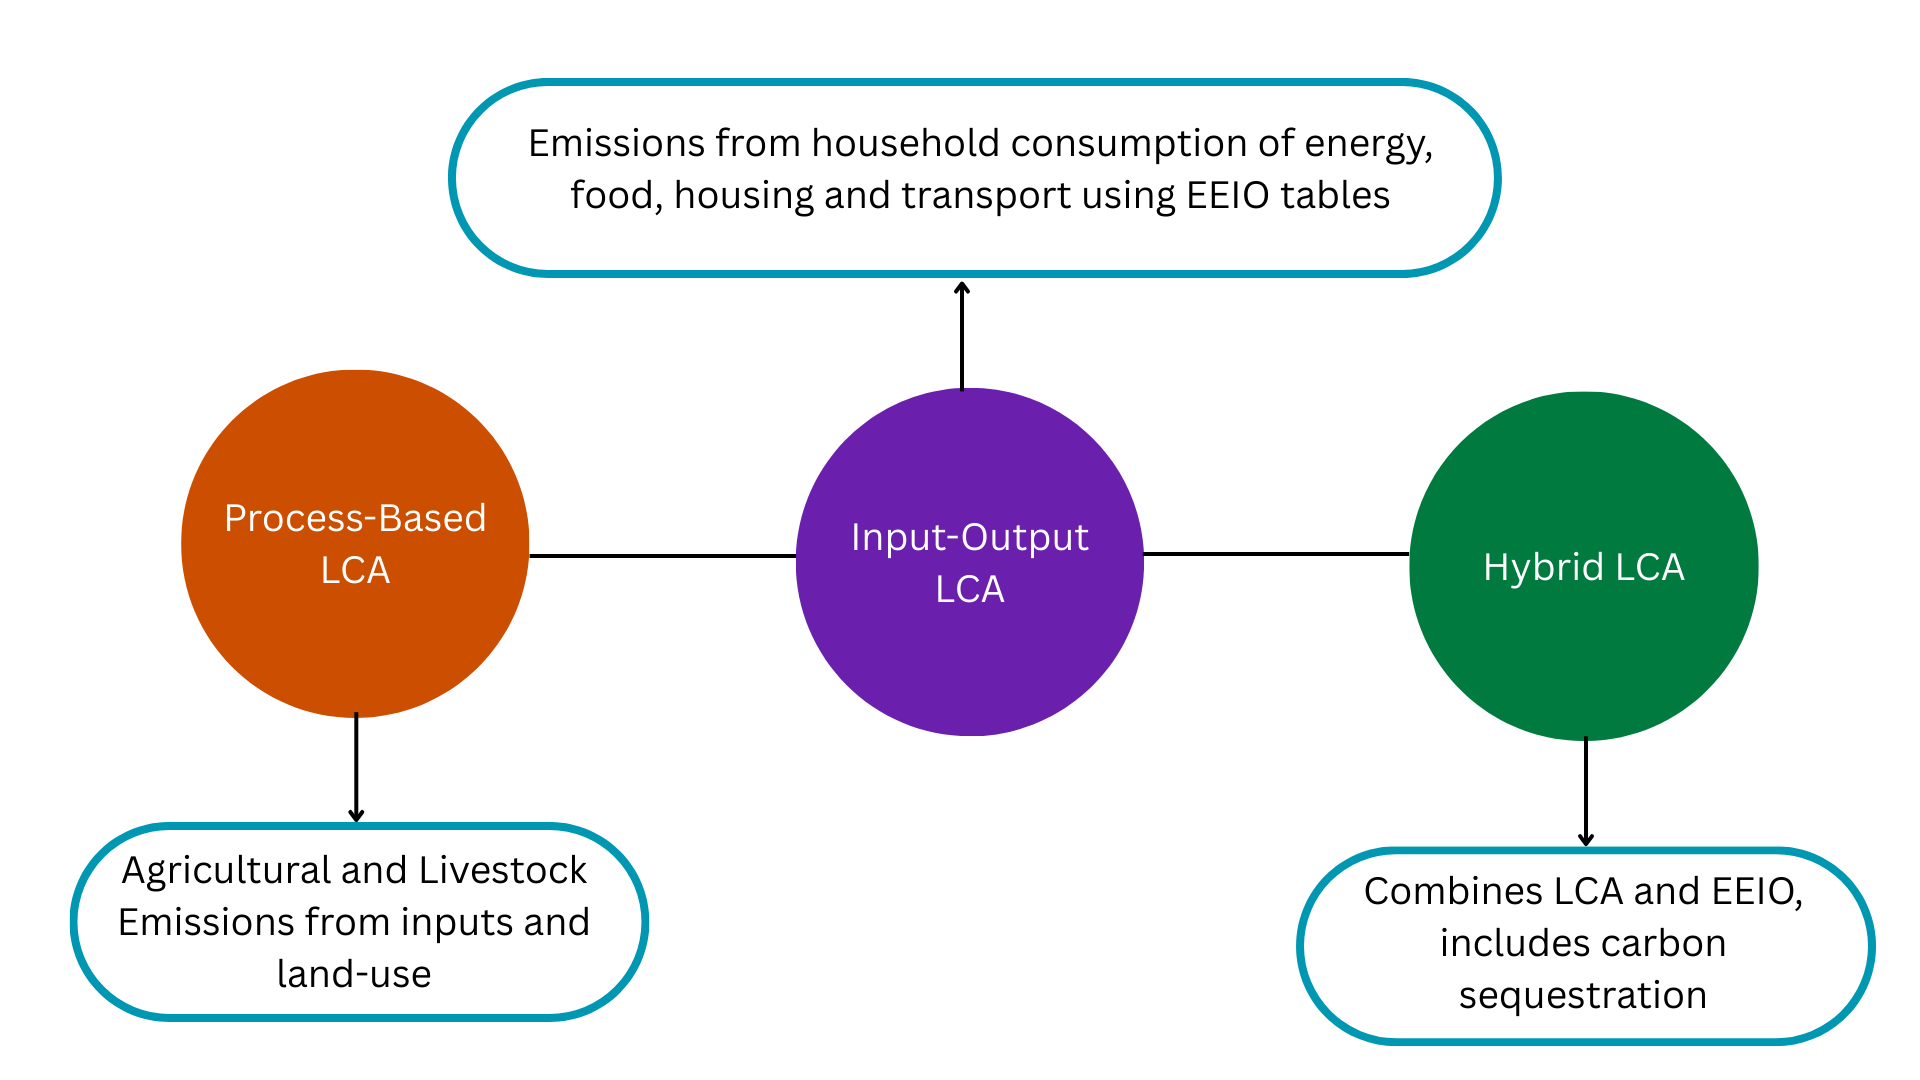 Emissions from household consumption of energy,
food, housing and transport using EEIO tables
Process-Based
LCA
Input-Output
LCA
Hybrid LCA
Agricultural and Livestock
Emissions from inputs and
land-use
Combines LCA and EEIO,
includes carbon
sequestration